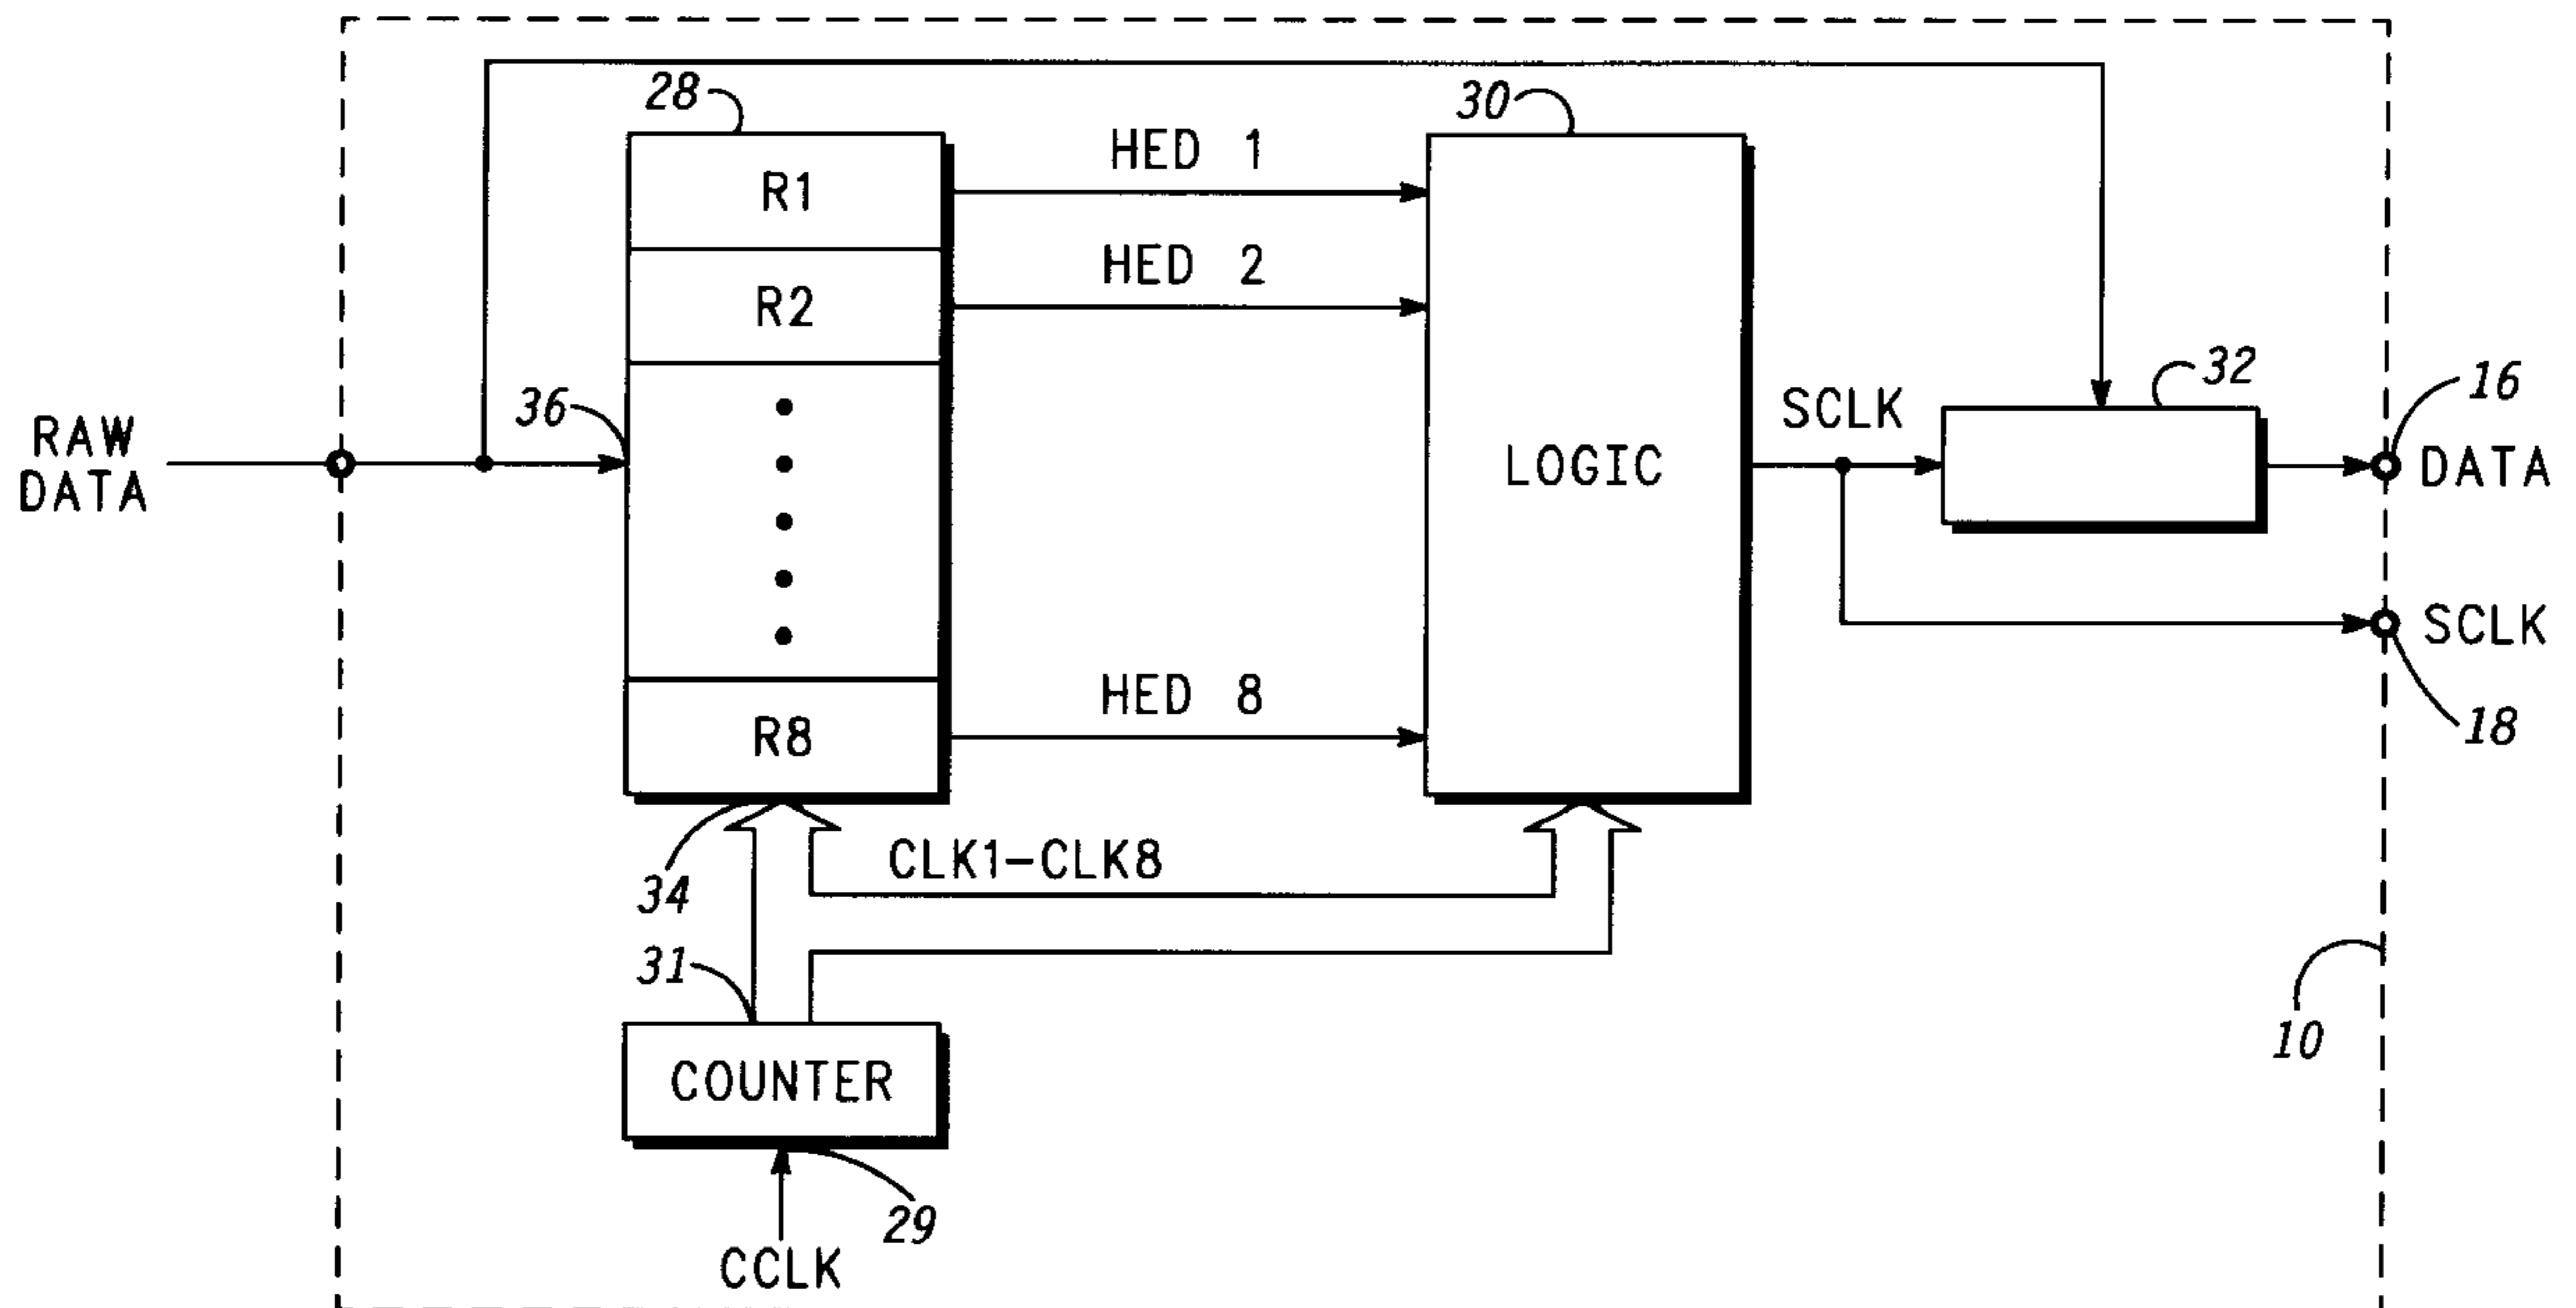 28
30
HED 1
R1
HED 2
R2
32
16
36
SCLK
RAW
DATA
LOGIC
DATA
SCLK
HED 8
18
R8
CLK1-CLK8
34
31
10
COUNTER
29
CCLK